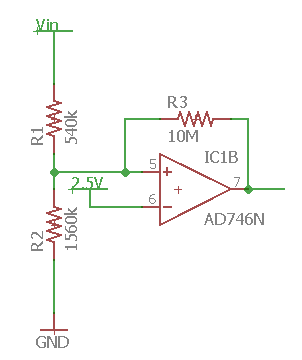 Vin
R3
10M
R1
540k
IC1B
5
+
2.5V
+
7
6
-
AD746N
R2
1560k
GND